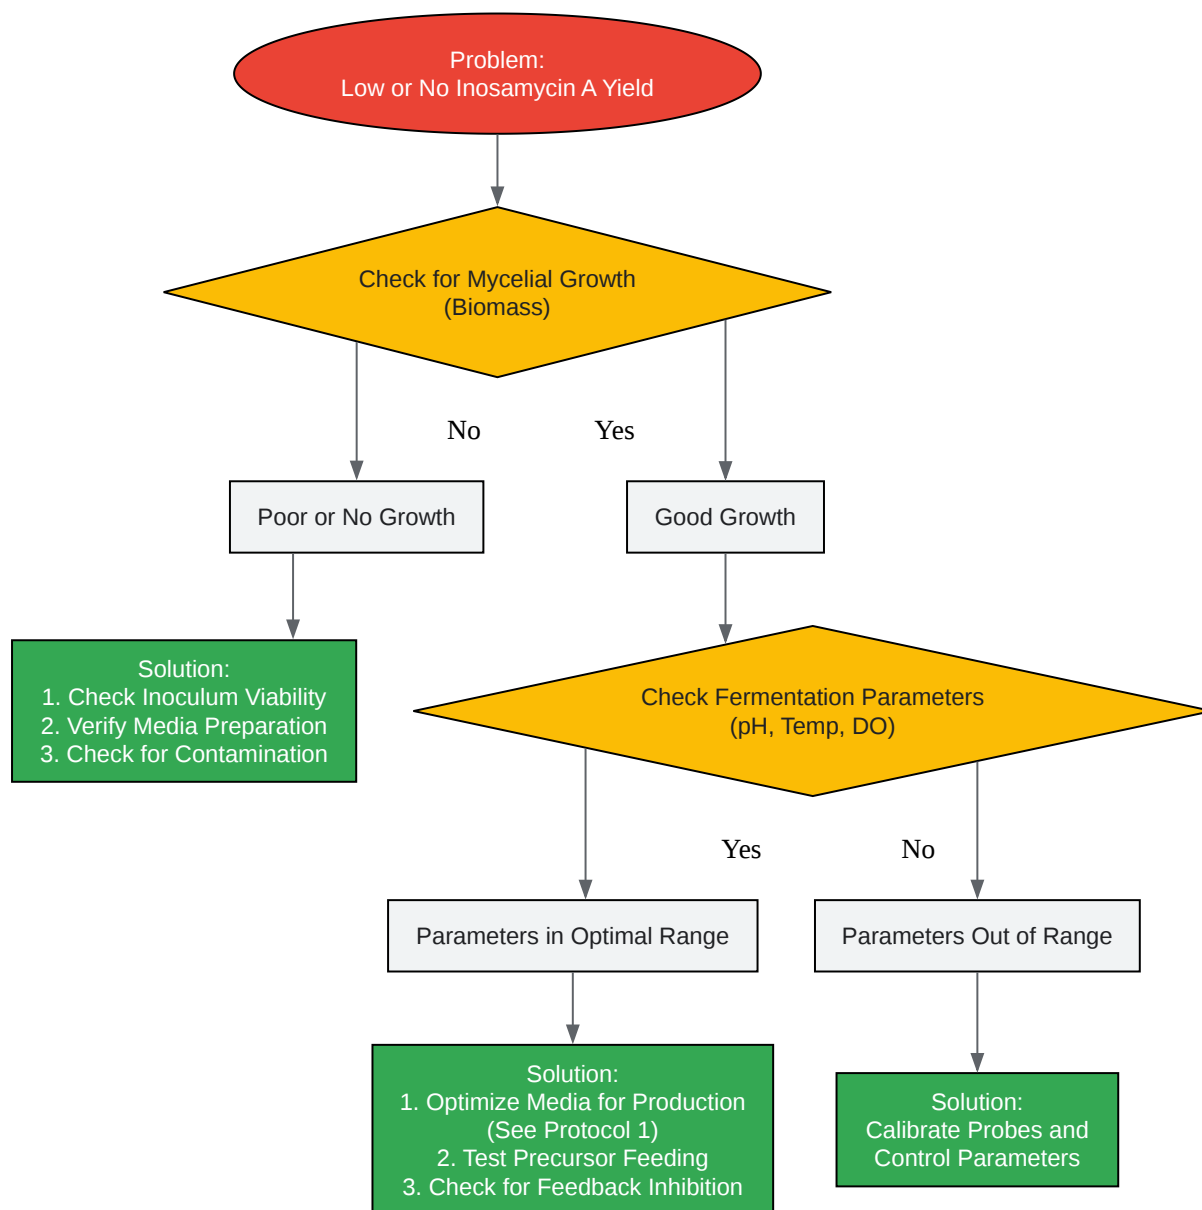 Problem:
Low or No Inosamycin A Yield
Check for Mycelial Growth
(Biomass)
No
Yes
Poor or No Growth
Good Growth
Solution:
1. Check Inoculum Viability
2. Verify Media Preparation
3. Check for Contamination
Check Fermentation Parameters
(pH, Temp, DO)
Yes
No
Parameters in Optimal Range
Parameters Out of Range
Solution:
1. Optimize Media for Production
(See Protocol 1)
2. Test Precursor Feeding
3. Check for Feedback Inhibition
Solution:
Calibrate Probes and
Control Parameters